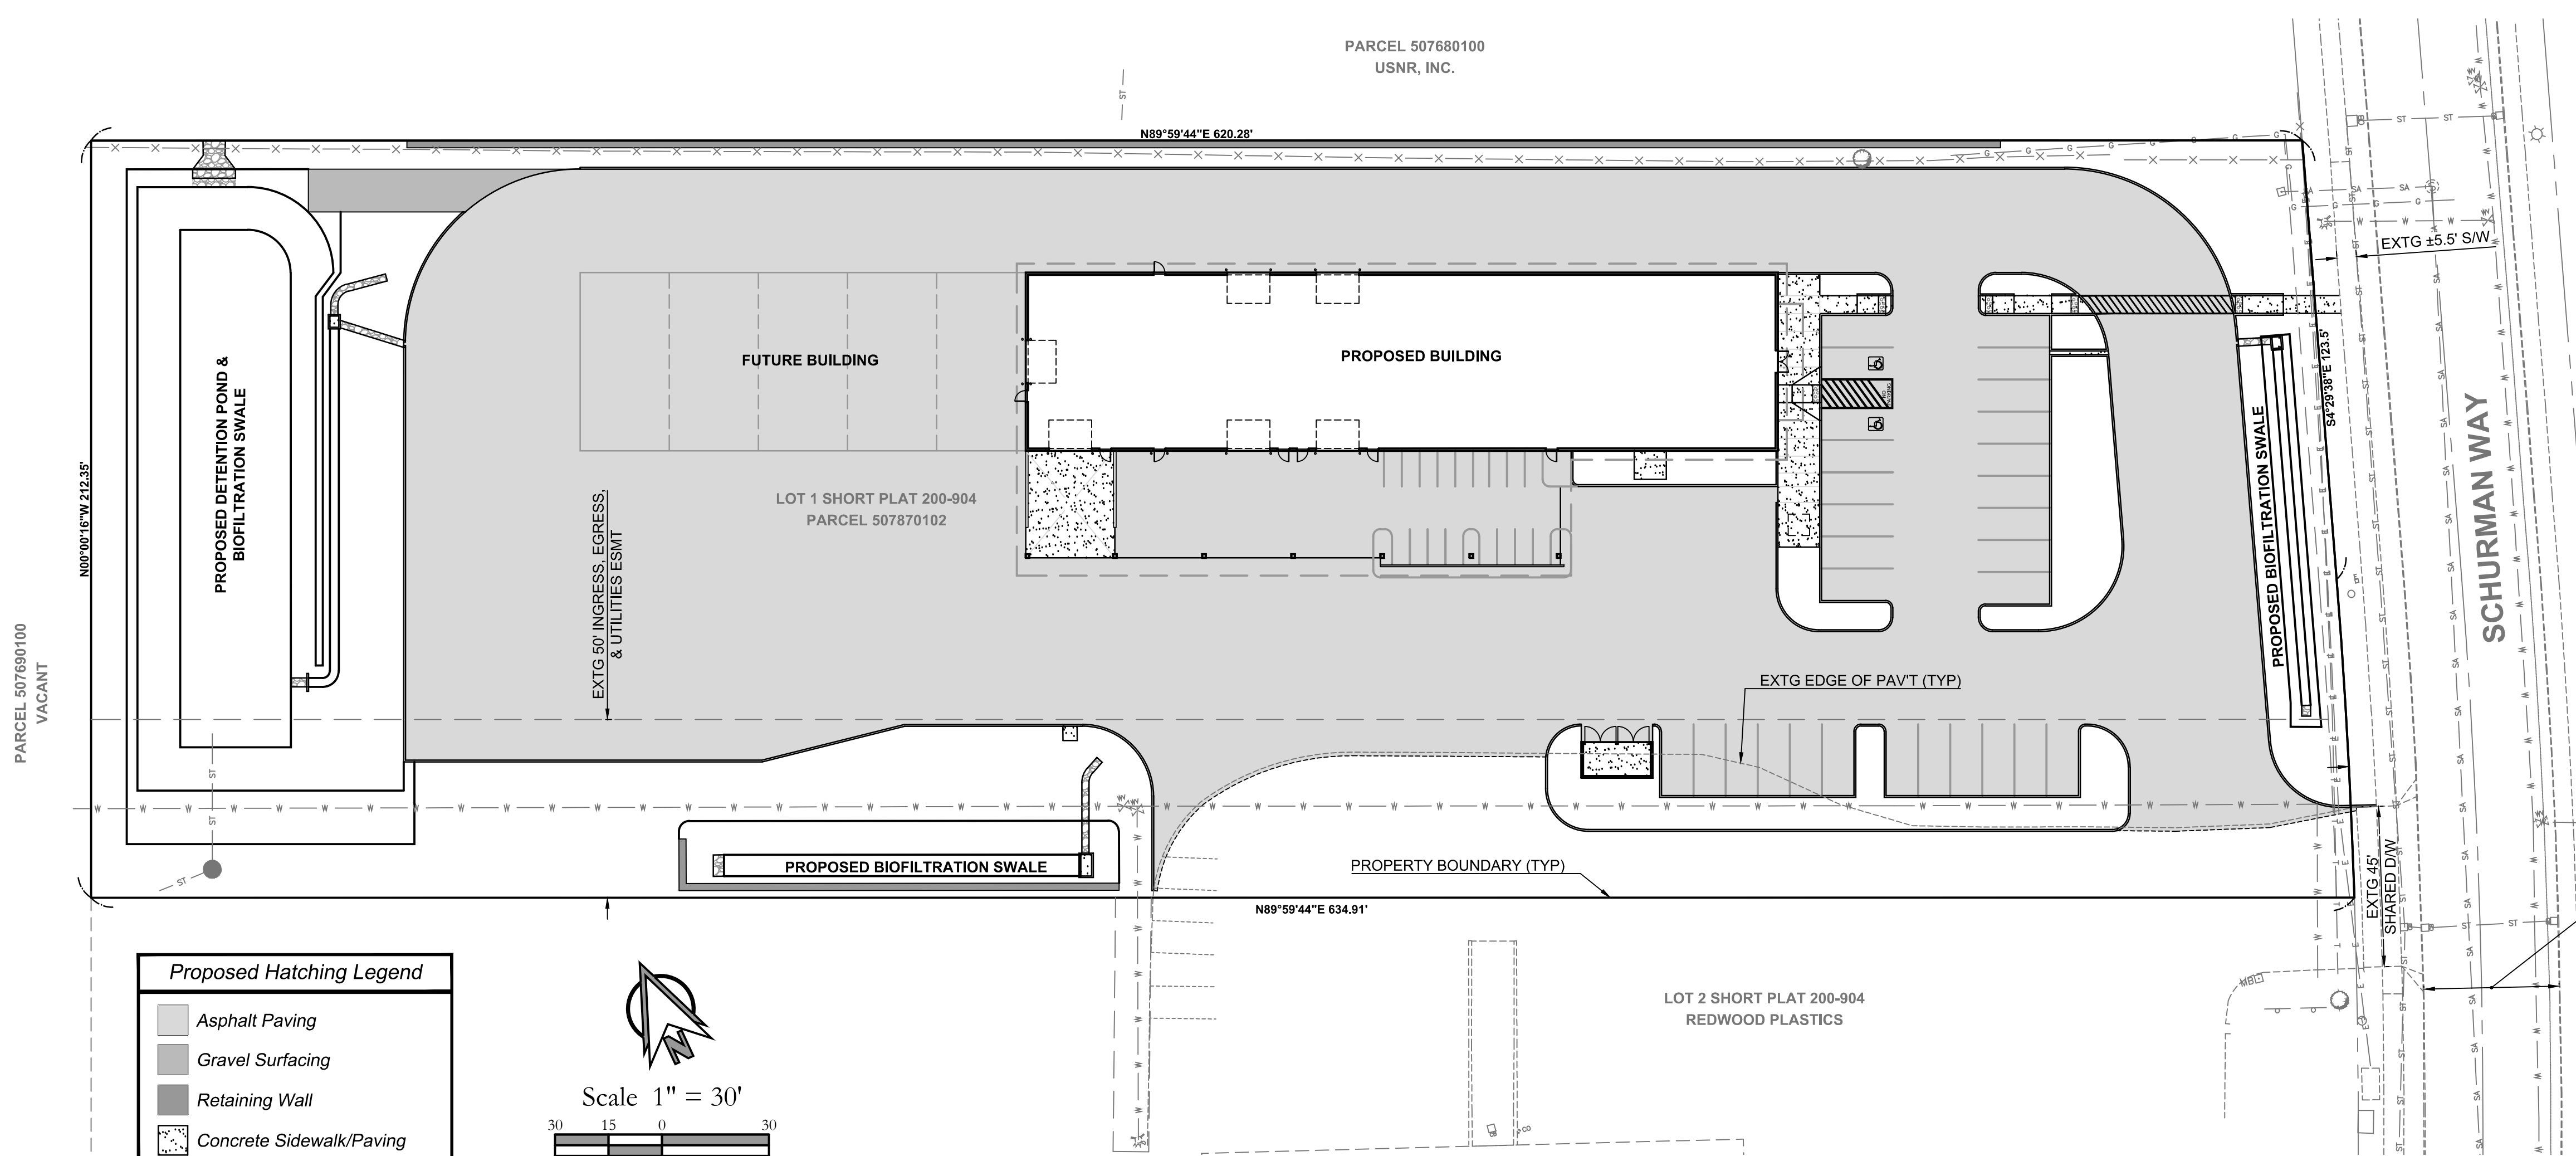 PARCEL 507680100
USNR, INC.
N89°59'44"E 620.28'
EXTG ±5.5' S/W
S4°29'38"E 123.5'
SCHURMAN WAY
FUTURE BUILDING
PROPOSED BUILDING
PROPOSED DETENTION POND &
BIOFILTRATION SWALE
N00°00'16"W 212.35'
PARCEL 507690100
VACANT
LOT 1 SHORT PLAT 200-904
PARCEL 507870102
EXTG 50' INGRESS, EGRESS,
& UTILITIES ESMT
PROPOSED BIOFILTRATION SWALE
EXTG EDGE OF PAV'T (TYP)
PROPOSED BIOFILTRATION SWALE
PROPERTY BOUNDARY (TYP)
N89°59'44"E 634.91'
EXTG 45'
SHARED D/W
LOT 2 SHORT PLAT 200-904
REDWOOD PLASTICS
MB
Proposed Hatching Legend
Asphalt Paving
Gravel Surfacing
Retaining Wall
Concrete Sidewalk/Paving
N
Scale 1" = 30'
30 15 0 30